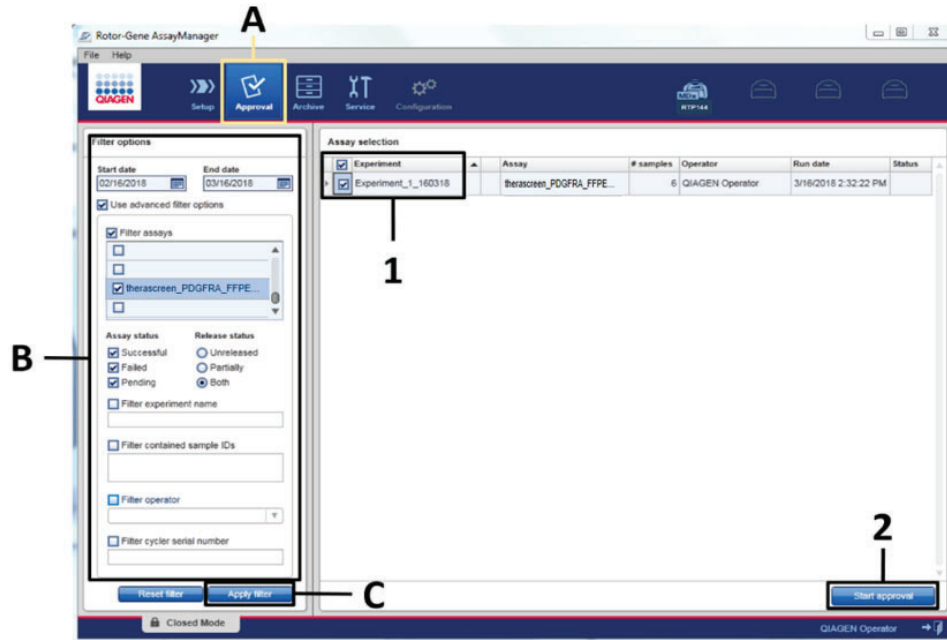 A
Rotor-Gene AssayManager
File Help
QIAGEN
Setup Approval Archive Service Configuration
RTP144
Filter options
Start date End date
02/16/2018 03/16/2018
Use advanced filter options
Filter assays
therascreen_PDGFRA_FFPE...
Assay status Release status
Successful Unreleased
Failed Partially
Pending Both
Filter experiment name
Filter contained sample IDs
Filter operator
Filter cycler serial number
Reset filter Apply filter
B
C
Assay selection
Experiment Assay # samples Operator Run date Status
Experiment_1_160318 therascreen_PDGFRA_FFPE... 6 QIAGEN Operator 3/16/2018 2:32:22 PM
1
2
Start approval
Closed Mode
QIAGEN Operator